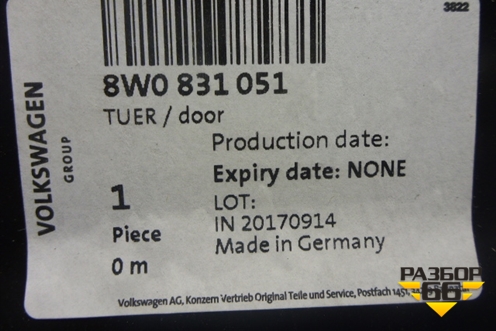 3822
8W0 831 051
TUER / door
VOLKSWAGEN
GROUP
Production date:
Expiry date: NONE
1
Piece
0 m
LOT:
IN 20170914
Made in Germany
Volkswagen AG, Konzern Vertrieb Original Teile und Service, Postfach 1451,
РАЗБОР
66